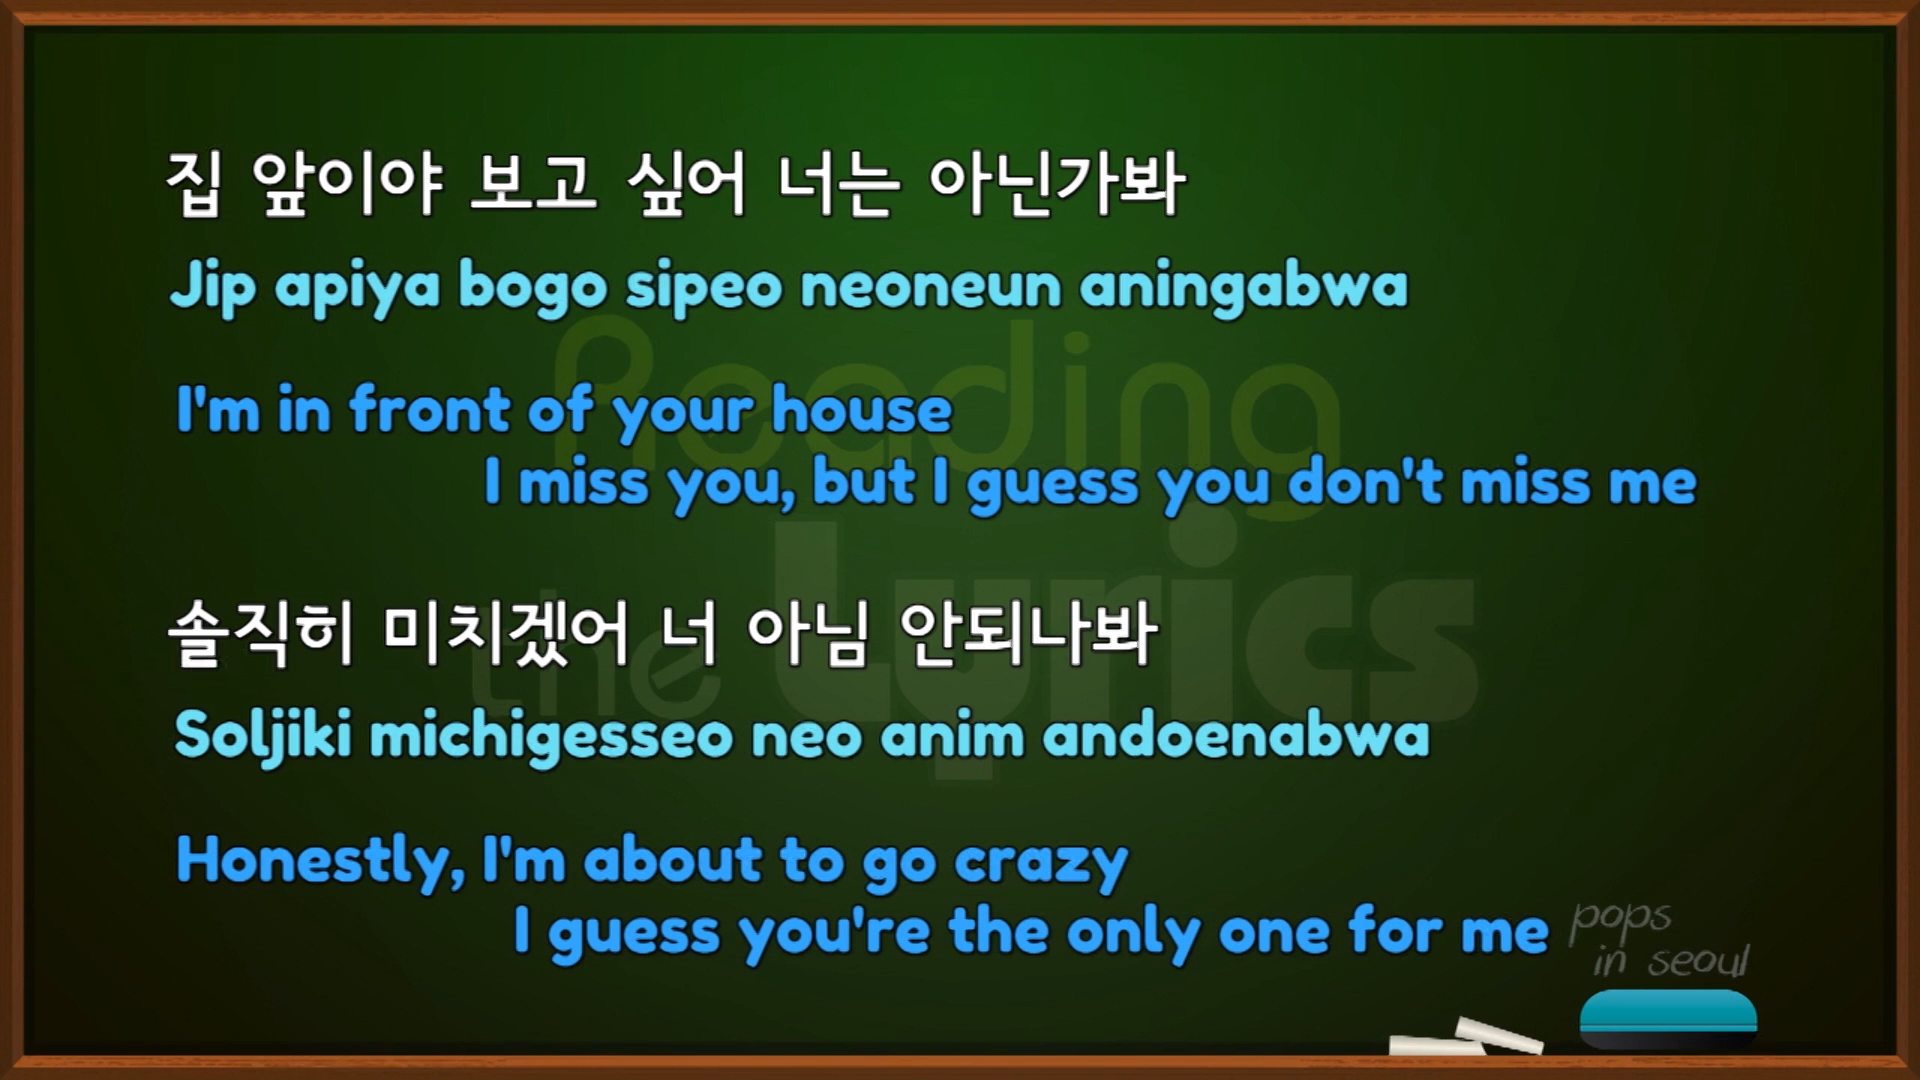 집 앞이야 보고 싶어 너는 아닌가봐
Jip apiya bogo sipeo neoneun aningabwa
I'm in front of your house
I miss you, but I guess you don't miss me
솔직히 미치겠어 너 아님 안되나봐
Soljiki michigesseo neo anim andoenabwa
Honestly, I'm about to go crazy
I guess you're the only one for me
Reading
the Lyrics
pops
in seoul